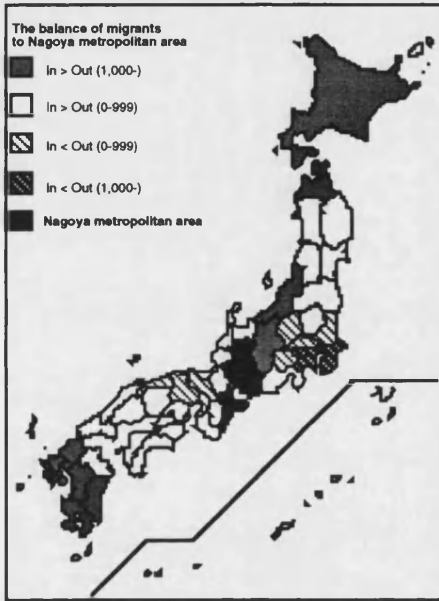 The balance of migrants
to Nagoya metropolitan area
In > Out (1,000-)
In > Out (0-999)
In < Out (0-999)
In < Out (1,000-)
Nagoya metropolitan area